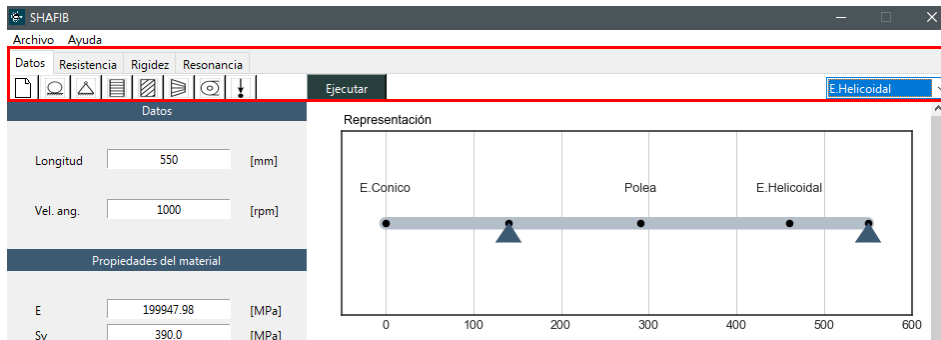 SHAFIB
Archivo Ayuda
Datos Resistencia Rigidez Resonancia
Ejecutar E.Helicoidal
Datos
Longitud 550 [mm]
Vel. ang. 1000 [rpm]
Propiedades del material
E 199947.98 [MPa]
Sy 390.0 [MPa]
Representación
E.Conico Polea E.Helicoidal
0 100 200 300 400 500 600